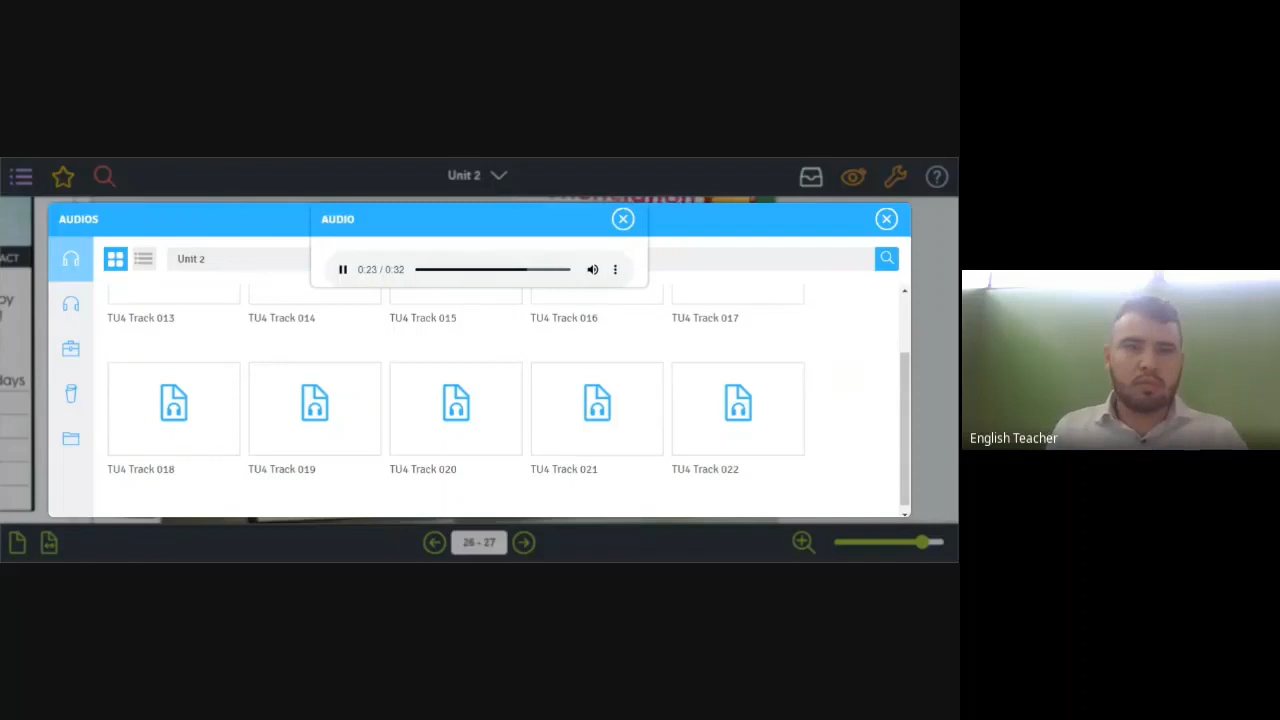 Unit 2
AUDIOS
AUDIO
ACT
Unit 2
0:23 / 0:32
TU4 Track 013
TU4 Track 014
TU4 Track 015
TU4 Track 016
TU4 Track 017
days
TU4 Track 018
TU4 Track 019
TU4 Track 020
TU4 Track 021
TU4 Track 022
English Teacher
26 - 27